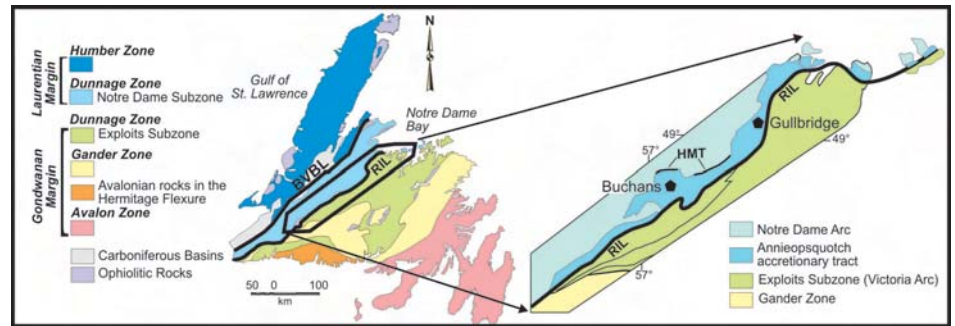 Laurentian
Margin
Humber Zone
Dunnage Zone
Notre Dame Subzone
Gondwanan
Margin
Dunnage Zone
Exploits Subzone
Gander Zone
Avalonian rocks in the
Hermitage Flexure
Avalon Zone
Carboniferous Basins
Ophiolitic Rocks
Gulf of
St. Lawrence
N
Notre Dame
Bay
BVBL
RIL
50 0 100
km
RIL
Gullbridge
49°
57°
HMT
49°
Buchans
RIL
57°
Notre Dame Arc
Annieopsquotch
accretionary tract
Exploits Subzone (Victoria Arc)
Gander Zone